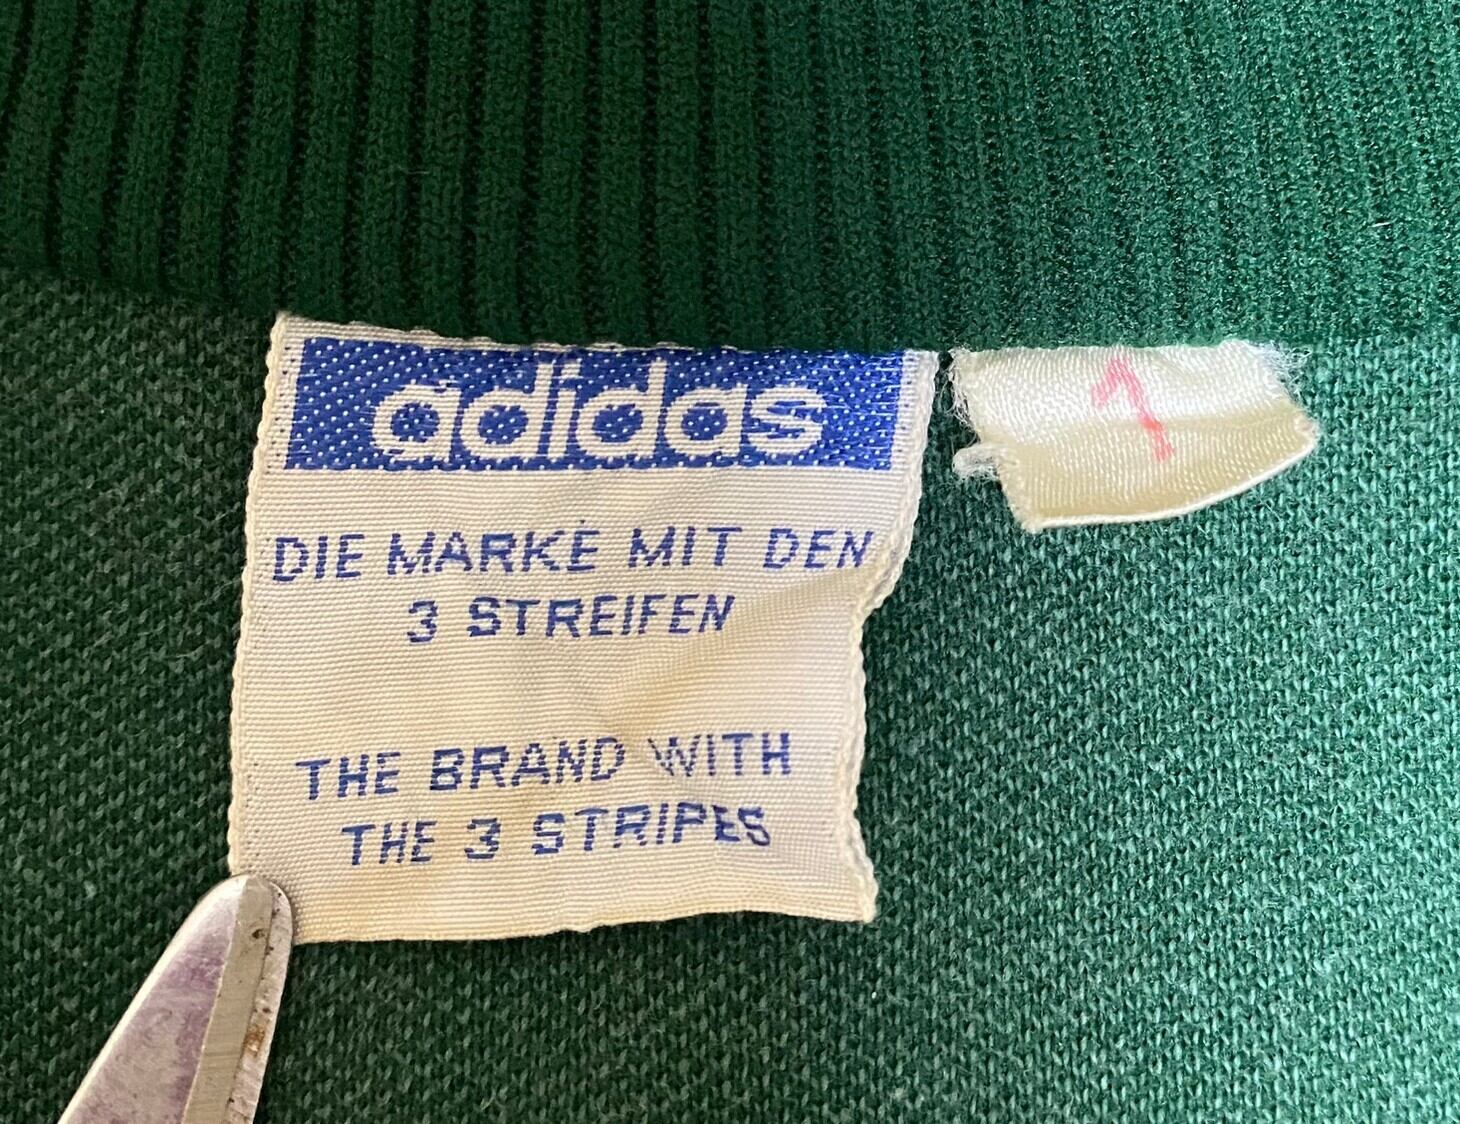 adidas
1
DIE MARKE MIT DEN
3 STREIFEN
THE BRAND WITH
THE 3 STRIPES